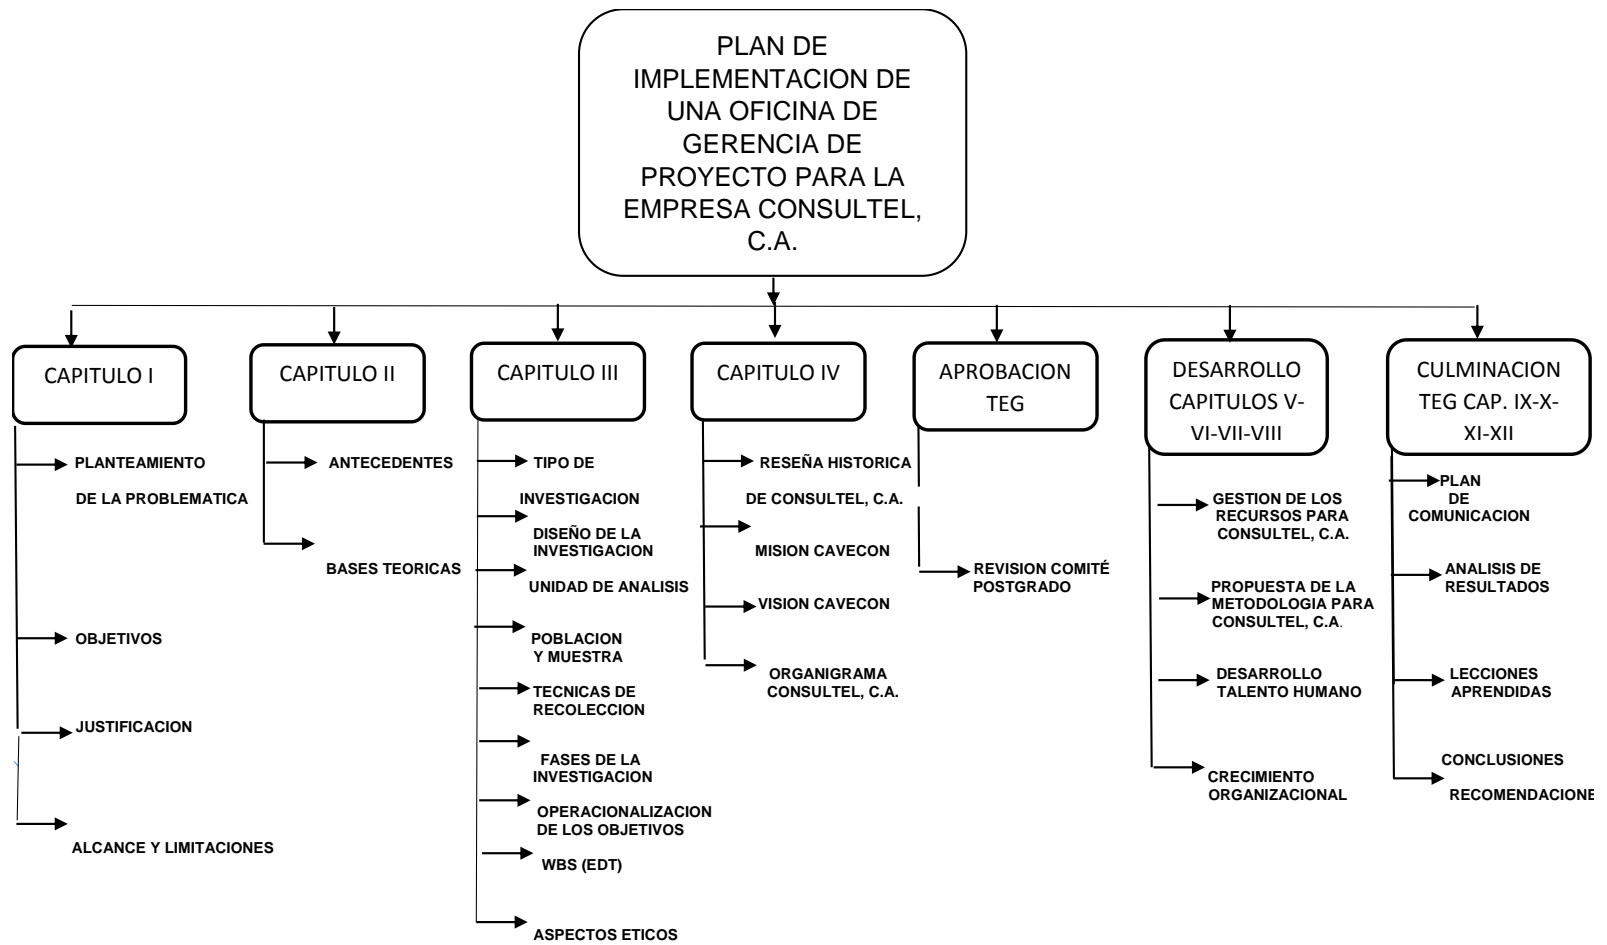 PLAN DE
IMPLEMENTACION DE
UNA OFICINA DE
GERENCIA DE
PROYECTO PARA LA
EMPRESA CONSULTEL,
C.A.
CAPITULO I
PLANTEAMIENTO
DE LA PROBLEMATICA
OBJETIVOS
JUSTIFICACION
ALCANCE Y LIMITACIONES
CAPITULO II
ANTECEDENTES
BASES TEORICAS
CAPITULO III
TIPO DE
INVESTIGACION
DISEÑO DE LA
INVESTIGACION
UNIDAD DE ANALISIS
POBLACION
Y MUESTRA
TECNICAS DE
RECOLECCION
FASES DE LA
INVESTIGACION
OPERACIONALIZACION
DE LOS OBJETIVOS
WBS (EDT)
ASPECTOS ETICOS
CAPITULO IV
RESEÑA HISTORICA
DE CONSULTEL, C.A.
MISION CAVECON
VISION CAVECON
ORGANIGRAMA
CONSULTEL, C.A.
APROBACION
TEG
REVISION COMITÉ
POSTGRADO
DESARROLLO
CAPITULOS V-
VI-VII-VIII
GESTION DE LOS
RECURSOS PARA
CONSULTEL, C.A.
PROPUESTA DE LA
METODOLOGIA PARA
CONSULTEL, C.A.
DESARROLLO
TALENTO HUMANO
CRECIMIENTO
ORGANIZACIONAL
CULMINACION
TEG CAP. IX-X-
XI-XII
PLAN
DE
COMUNICACION
ANALISIS DE
RESULTADOS
LECCIONES
APRENDIDAS
CONCLUSIONES
RECOMENDACIONE